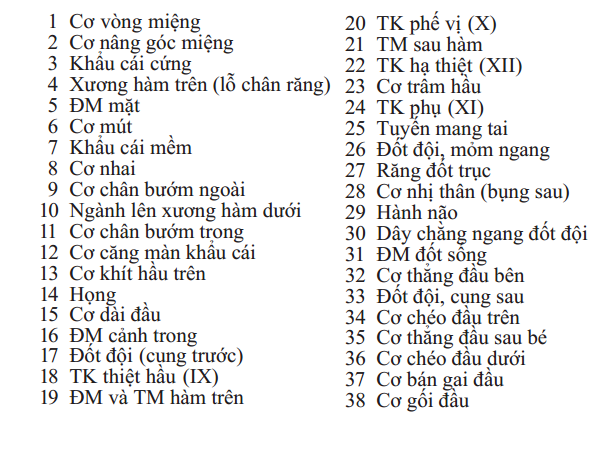 1 Cơ vòng miệng
2 Cơ nâng góc miệng
3 Khẩu cái cứng
4 Xương hàm trên (lỗ chân răng)
5 ĐM mặt
6 Cơ mút
7 Khẩu cái mềm
8 Cơ nhai
9 Cơ chân bướm ngoài
10 Ngành lên xương hàm dưới
11 Cơ chân bướm trong
12 Cơ căng màn khẩu cái
13 Cơ khít hầu trên
14 Họng
15 Cơ dài đầu
16 ĐM cảnh trong
17 Đốt đội (cung trước)
18 TK thiệt hầu (IX)
19 ĐM và TM hàm trên
20 TK phế vị (X)
21 TM sau hàm
22 TK hạ thiệt (XII)
23 Cơ trâm hầu
24 TK phụ (XI)
25 Tuyến mang tai
26 Đốt đội, mỏm ngang
27 Răng đốt trục
28 Cơ nhị thân (bụng sau)
29 Hành não
30 Dây chằng ngang đốt đội
31 ĐM đốt sống
32 Cơ thẳng đầu bên
33 Đốt đội, cung sau
34 Cơ chéo đầu trên
35 Cơ thẳng đầu sau bé
36 Cơ chéo đầu dưới
37 Cơ bán gai đầu
38 Cơ gối đầu